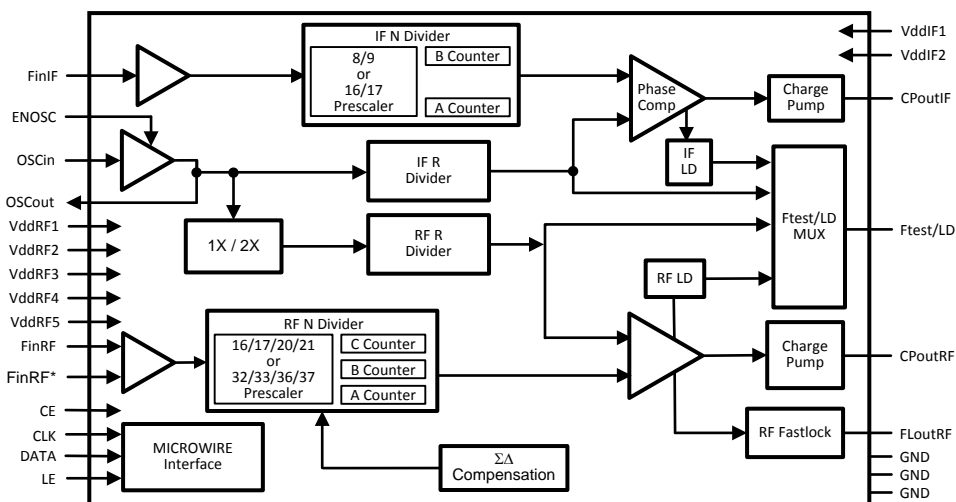 IF N Divider
8/9
or
16/17
Prescaler
B Counter
A Counter
FinIF
ENOSC
OSCin
OSCout
VddRF1
VddRF2
VddRF3
VddRF4
VddRF5
FinRF
FinRF*
CE
CLK
DATA
LE
Phase
Comp
Charge
Pump
IF
LD
IF R
Divider
1X / 2X
RF R
Divider
Ftest/LD
MUX
RF LD
RF N Divider
16/17/20/21
or
32/33/36/37
Prescaler
C Counter
B Counter
A Counter
Charge
Pump
RF Fastlock
MICROWIRE
Interface
ΣΔ
Compensation
VddIF1
VddIF2
CPoutIF
Ftest/LD
CPoutRF
FLoutRF
GND
GND
GND